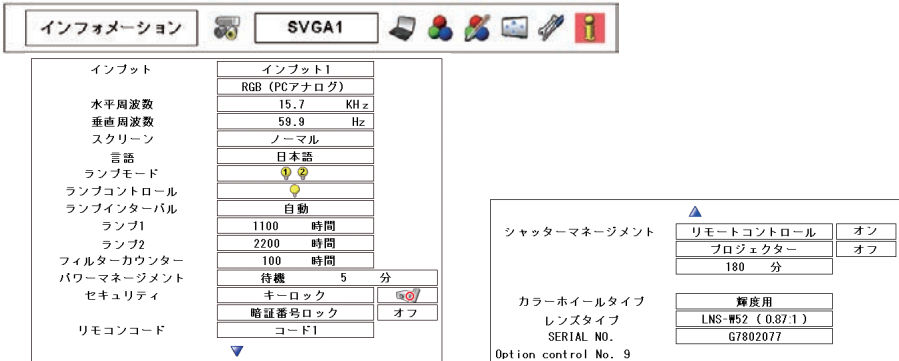 インフォメーション SVGA1
インプット インプット1
RGB (PCアナログ)
水平周波数 15.7 KHz
垂直周波数 59.9 Hz
スクリーン ノーマル
言語 日本語
ランプモード 1 2
ランプコントロール
ランプインターバル 自動
ランプ1 1100 時間
ランプ2 2200 時間
フィルターカウンター 100 時間
パワーマネージメント 待機 5 分
セキュリティ キーロック
暗証番号ロック オフ
リモコンコード コード1
シャッターマネージメント リモートコントロール オン
プロジェクター オフ
180 分
カラーホイールタイプ 輝度用
レンズタイプ LNS-W52 (0.87:1)
SERIAL NO. G7802077
Option control No. 9